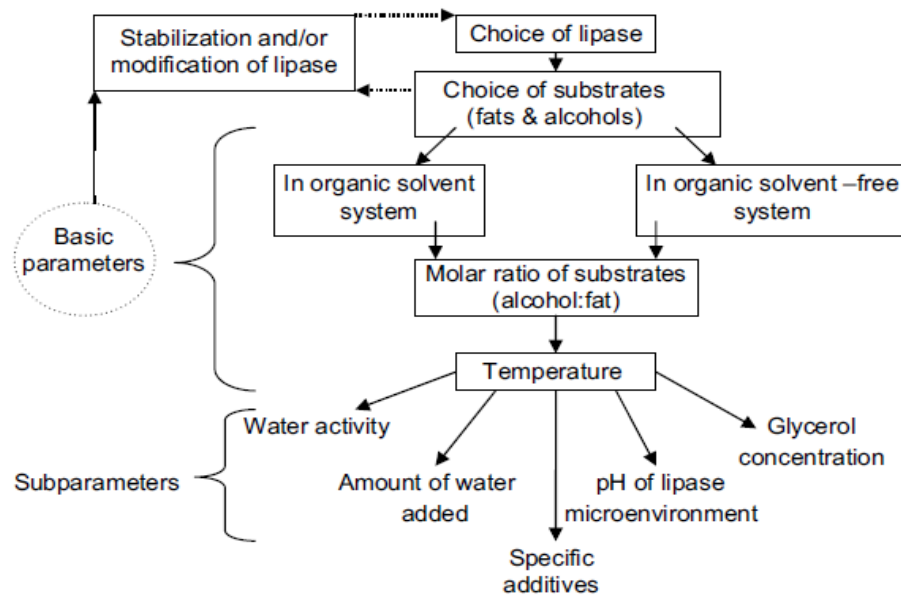 Stabilization and/or
modification of lipase
Choice of lipase
Choice of substrates
(fats & alcohols)
In organic solvent
system
In organic solvent –free
system
Basic
parameters
Molar ratio of substrates
(alcohol:fat)
Temperature
Water activity
Glycerol
concentration
Subparameters
Amount of water
added
pH of lipase
microenvironment
Specific
additives